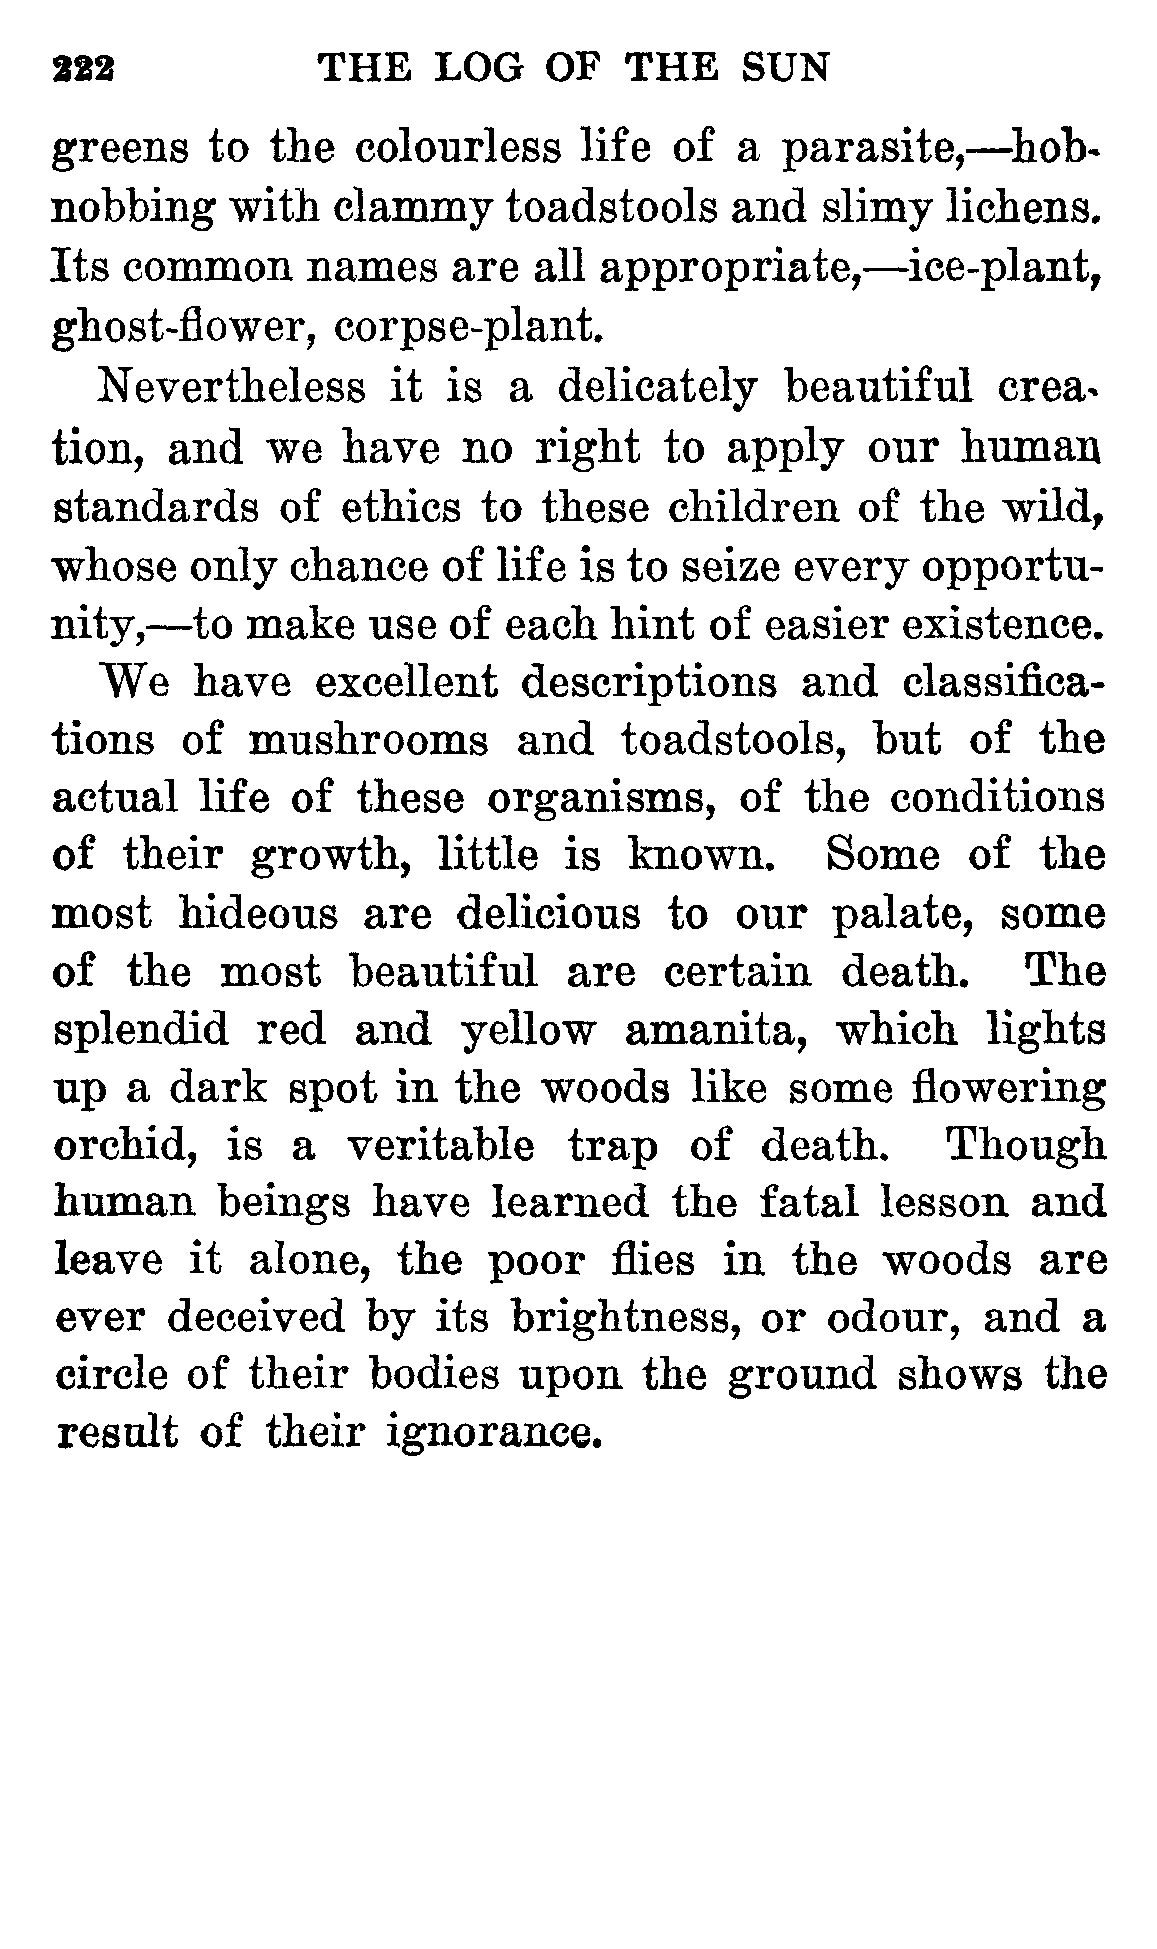 222 THE LOG OF THE SUN
greens to the colourless life of a parasite,—hob-
nobbing with clammy toadstools and slimy lichens.
Its common names are all appropriate,—ice-plant,
ghost-flower, corpse-plant.
Nevertheless it is a delicately beautiful crea-
tion, and we have no right to apply our human
standards of ethics to these children of the wild,
whose only chance of life is to seize every opportu-
nity,—to make use of each hint of easier existence.
We have excellent descriptions and classifica-
tions of mushrooms and toadstools, but of the
actual life of these organisms, of the conditions
of their growth, little is known. Some of the
most hideous are delicious to our palate, some
of the most beautiful are certain death. The
splendid red and yellow amanita, which lights
up a dark spot in the woods like some flowering
orchid, is a veritable trap of death. Though
human beings have learned the fatal lesson and
leave it alone, the poor flies in the woods are
ever deceived by its brightness, or odour, and a
circle of their bodies upon the ground shows the
result of their ignorance.